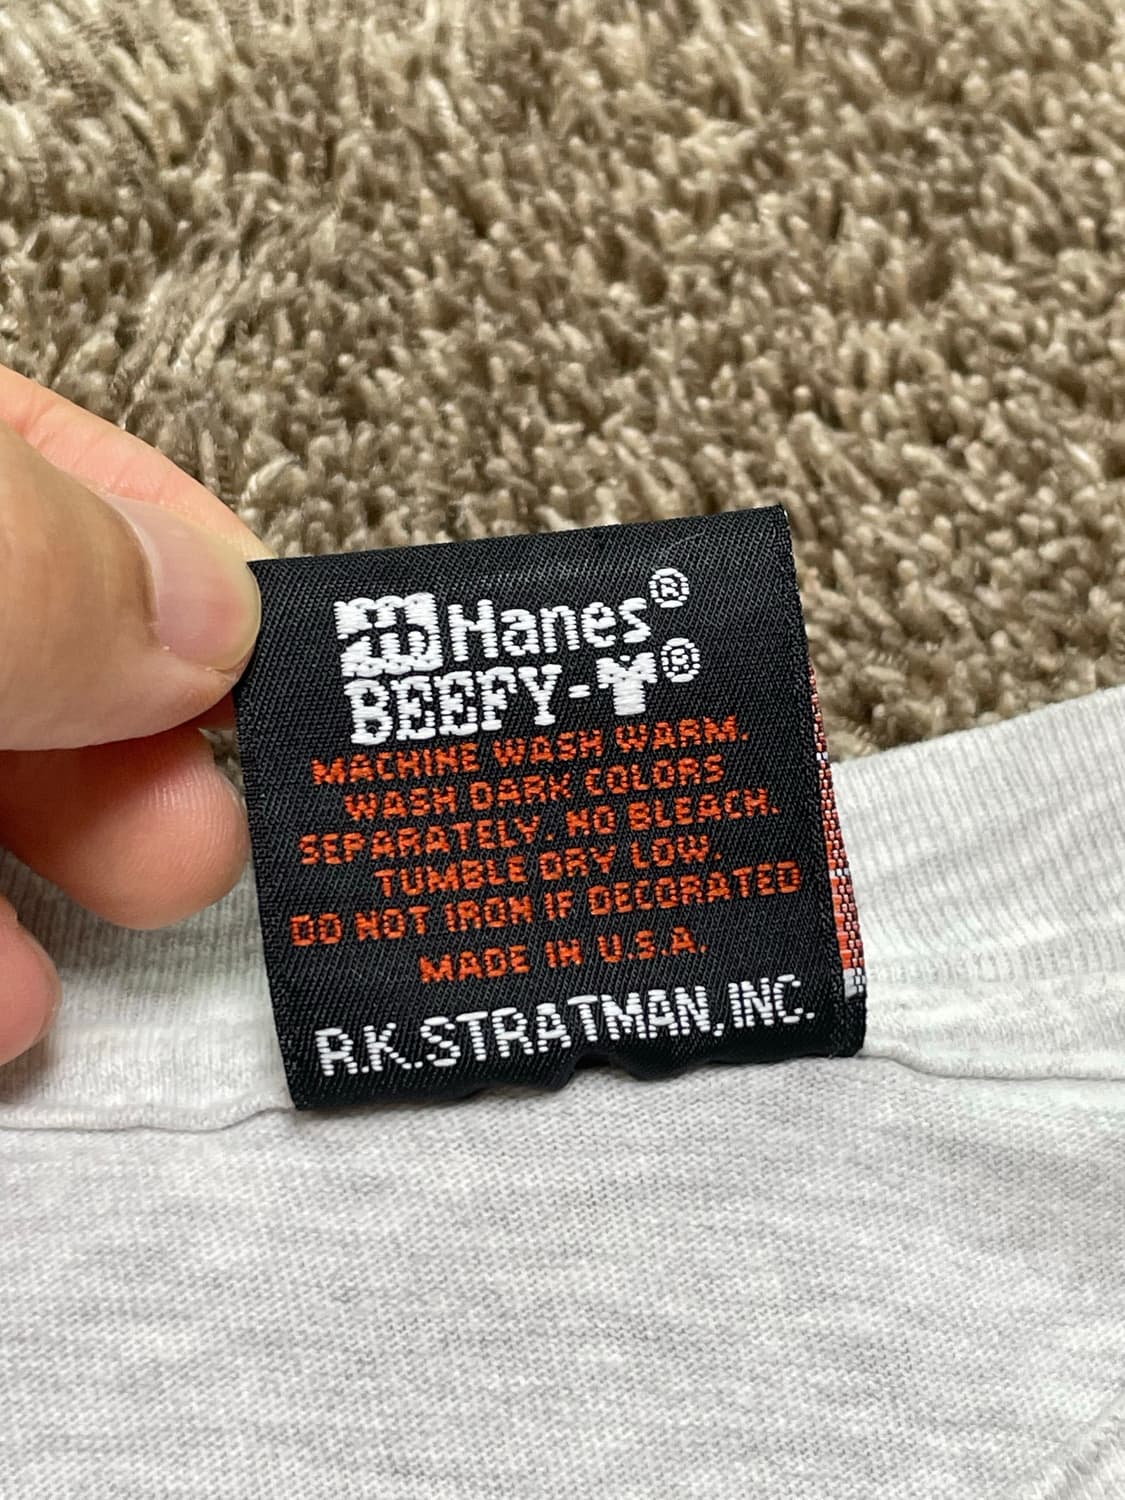 Hanes®
BEEFY-T®
MACHINE WASH WARM.
WASH DARK COLORS
SEPARATELY. NO BLEACH.
TUMBLE DRY LOW.
DO NOT IRON IF DECORATED
MADE IN U.S.A.
R.K.STRATMAN, INC.